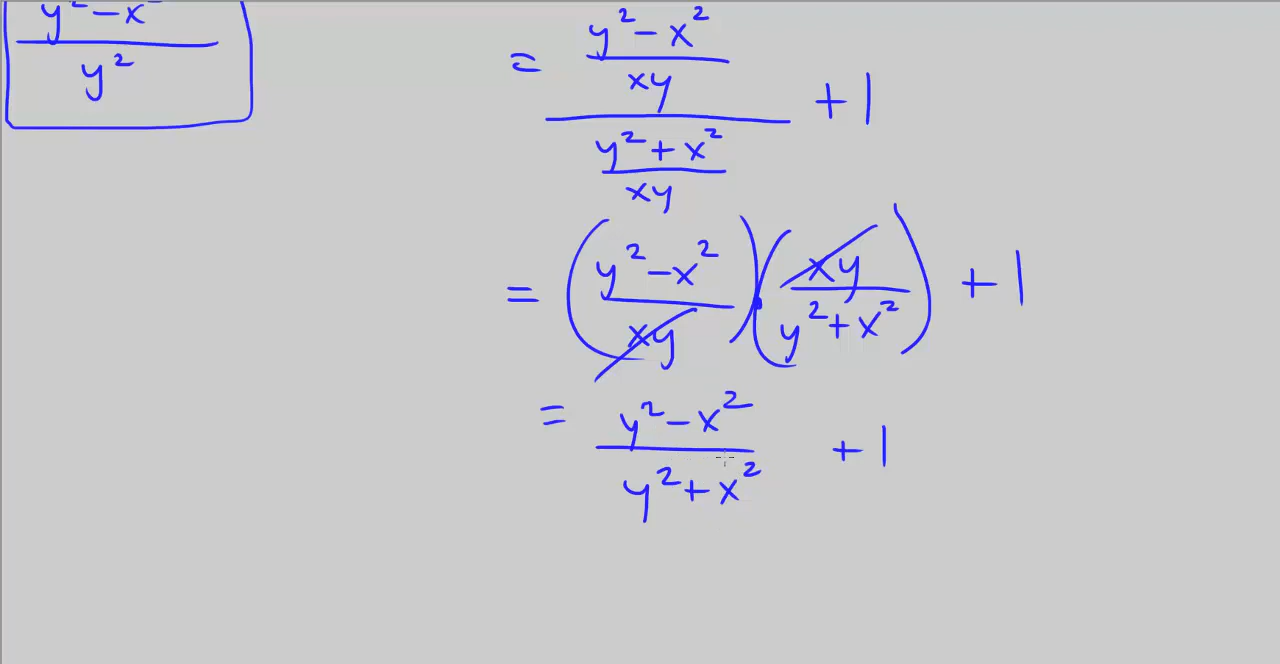 y² - x²
y²
= y² - x²
xy
+ 1
y² + x²
xy
= (y² - x² / xy) · (xy / y² + x²) + 1
= y² - x² / y² + x² + 1